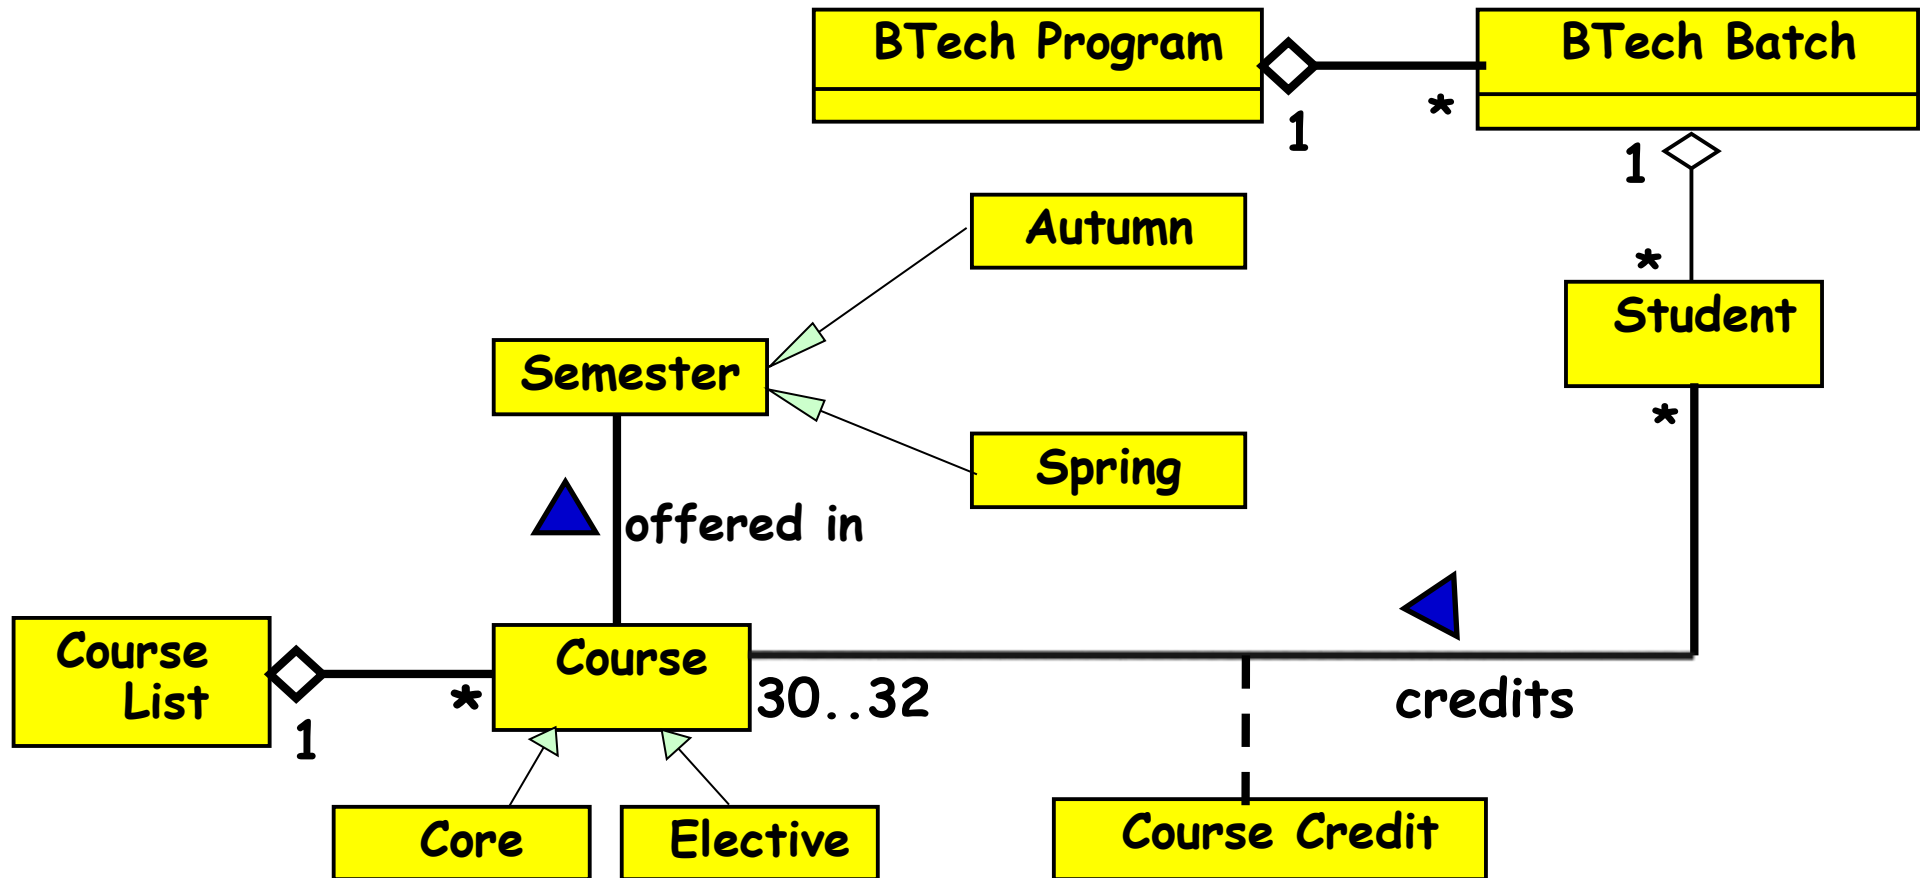 BTech Program
BTech Batch
1
*
1
*
Autumn
Student
Semester
*
Spring
offered in
Course
List
1
*
Course
30..32
credits
Core
Elective
Course Credit